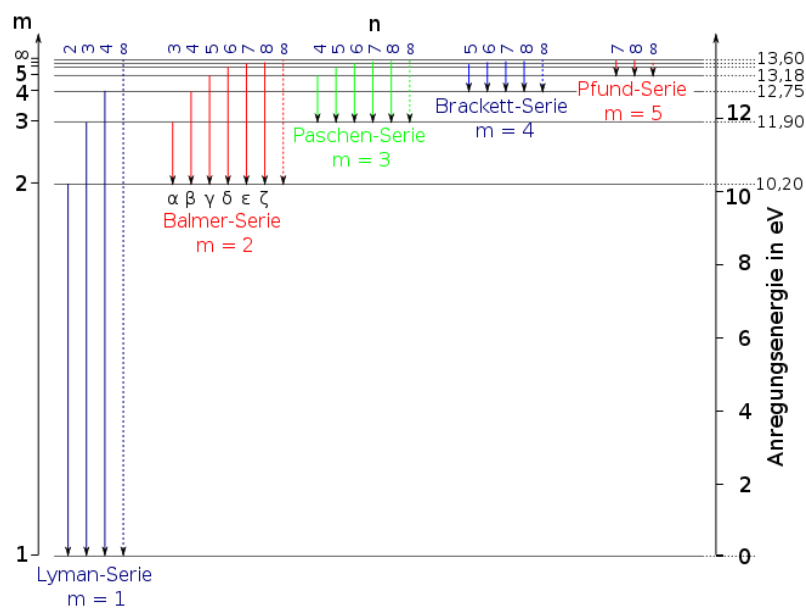 m
n
2 3 4 ∞
3 4 5 6 7 8 ∞
4 5 6 7 8 ∞
5 6 7 8 ∞
7 8 ∞
∞
5
4
3
2
1
α β γ δ ε ζ
Balmer-Serie
m = 2
Paschen-Serie
m = 3
Brackett-Serie
m = 4
Pfund-Serie
m = 5
Lyman-Serie
m = 1
13,60
13,18
12,75
11,90
10,20
12
10
8
6
4
2
0
Anregungsenergie in eV